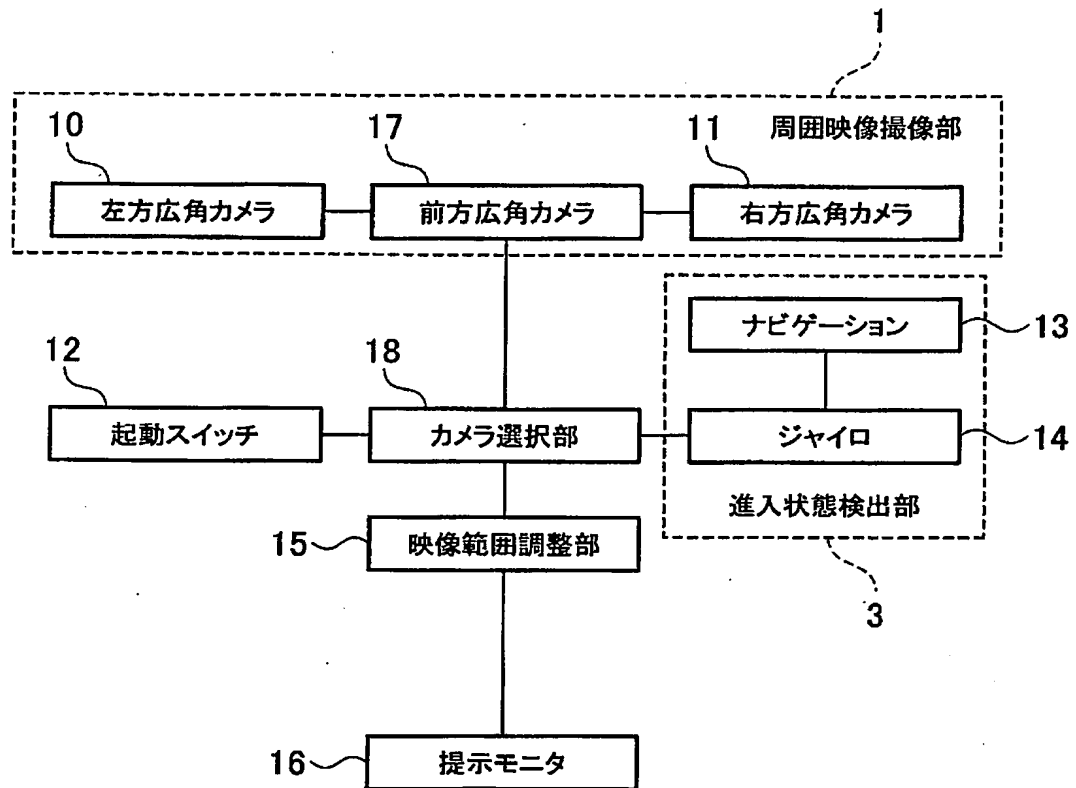 1
周囲映像撮像部
10
17
11
左方広角カメラ
前方広角カメラ
右方広角カメラ
ナビゲーション
13
12
18
起動スイッチ
カメラ選択部
ジャイロ
14
進入状態検出部
15
映像範囲調整部
3
16
提示モニタ